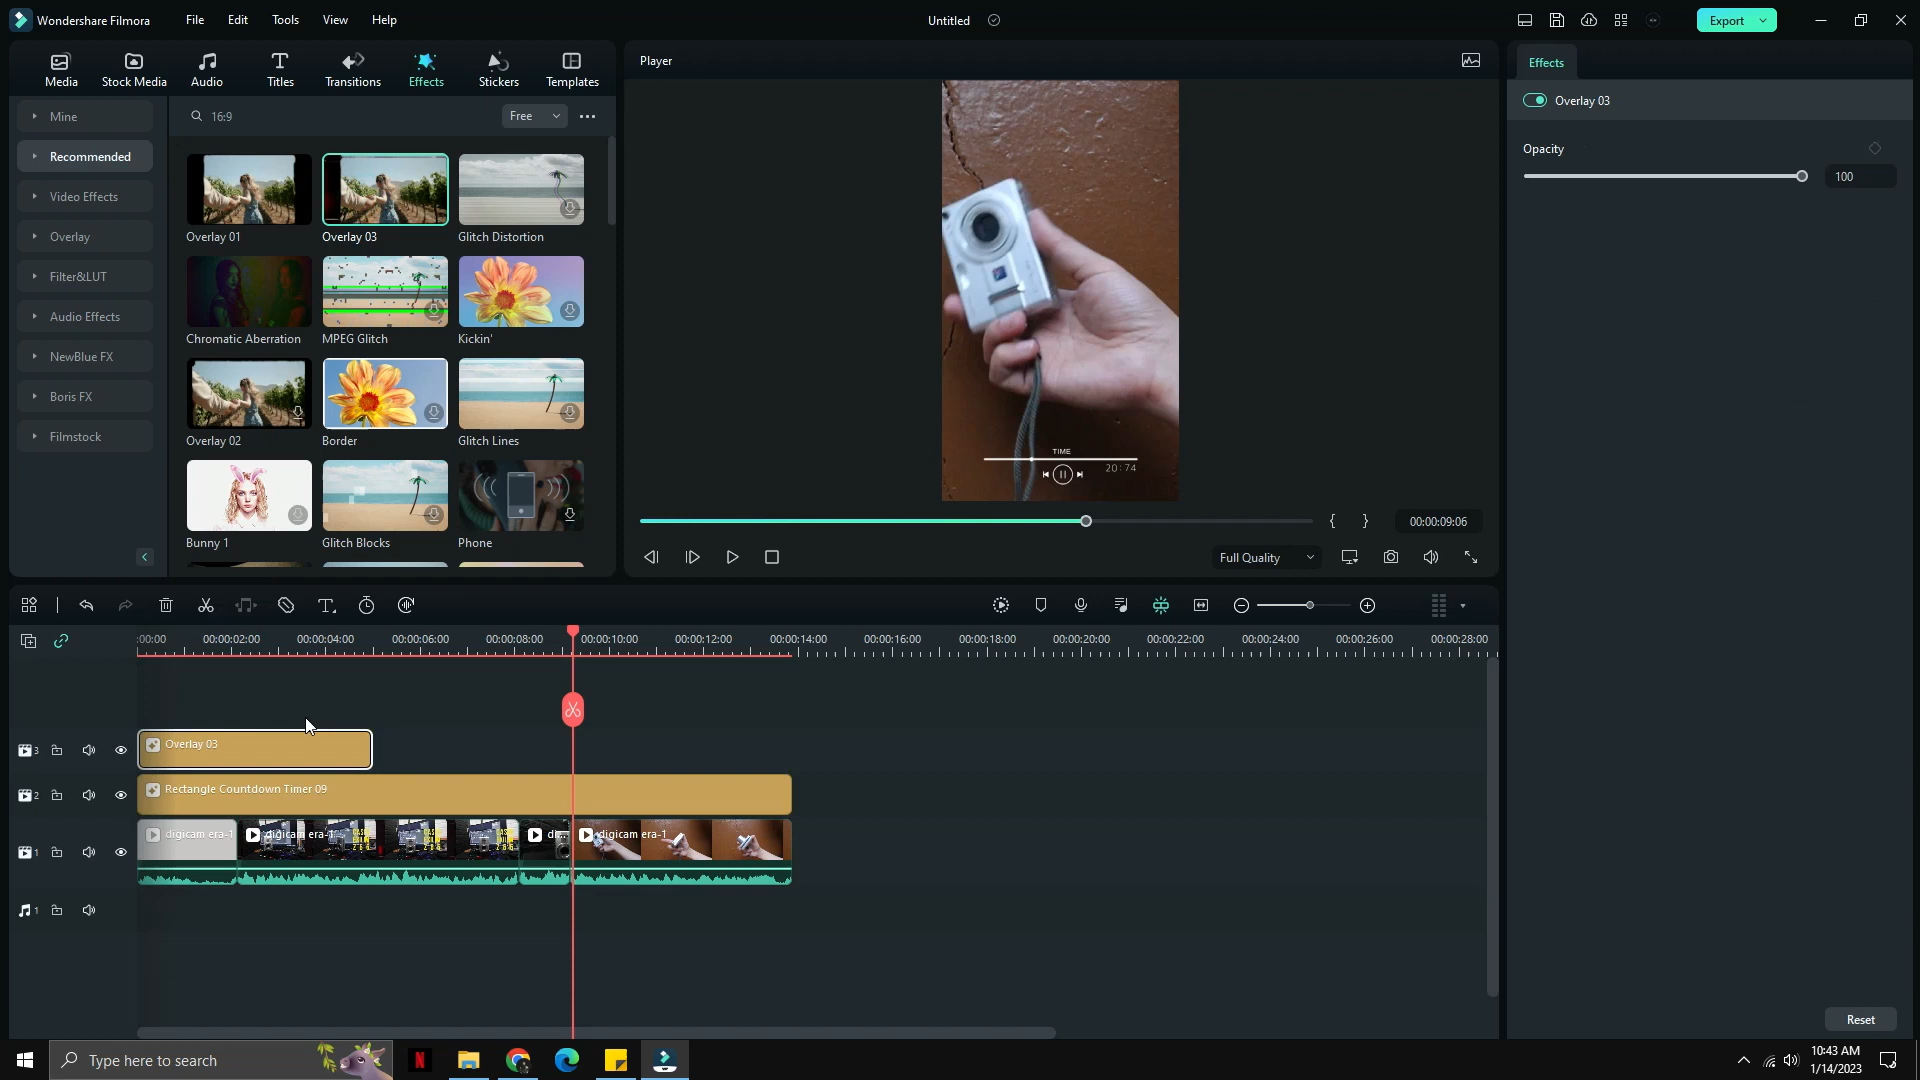 Wondershare Filmora
File
Edit
Tools
View
Help
Untitled
Export
Media
Stock Media
Audio
Titles
Transitions
Effects
Stickers
Templates
Player
Effects
Mine
Recommended
Video Effects
Overlay
Filter&LUT
Audio Effects
NewBlue FX
Boris FX
Filmstock
16:9
Free
Overlay 01
Overlay 03
Glitch Distortion
Chromatic Aberration
MPEG Glitch
Kickin'
Overlay 02
Border
Glitch Lines
Bunny 1
Glitch Blocks
Phone
TIME
20:74
00:00:09:06
Full Quality
Overlay 03
Opacity
100
:00:00
00:00:02:00
00:00:04:00
00:00:06:00
00:00:08:00
00:00:10:00
00:00:12:00
00:00:14:00
00:00:16:00
00:00:18:00
00:00:20:00
00:00:22:00
00:00:24:00
00:00:26:00
00:00:28:00
3
Overlay 03
2
Rectangle Countdown Timer 09
1
digicam era-1
digicam era-1
di...
digicam era-1
1
Reset
Type here to search
10:43 AM
1/14/2023